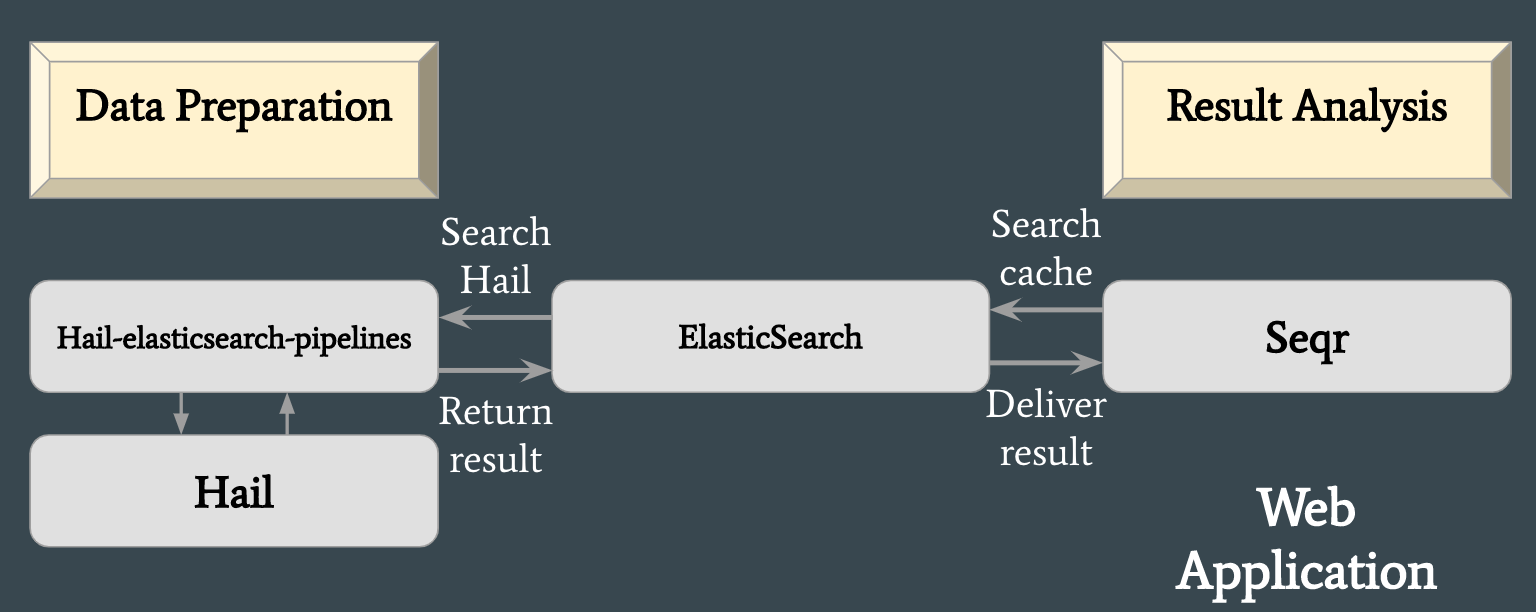 Data Preparation
Result Analysis
Search
Hail
Search
cache
Hail-elasticsearch-pipelines
ElasticSearch
Seqr
Return
result
Deliver
result
Hail
Web
Application